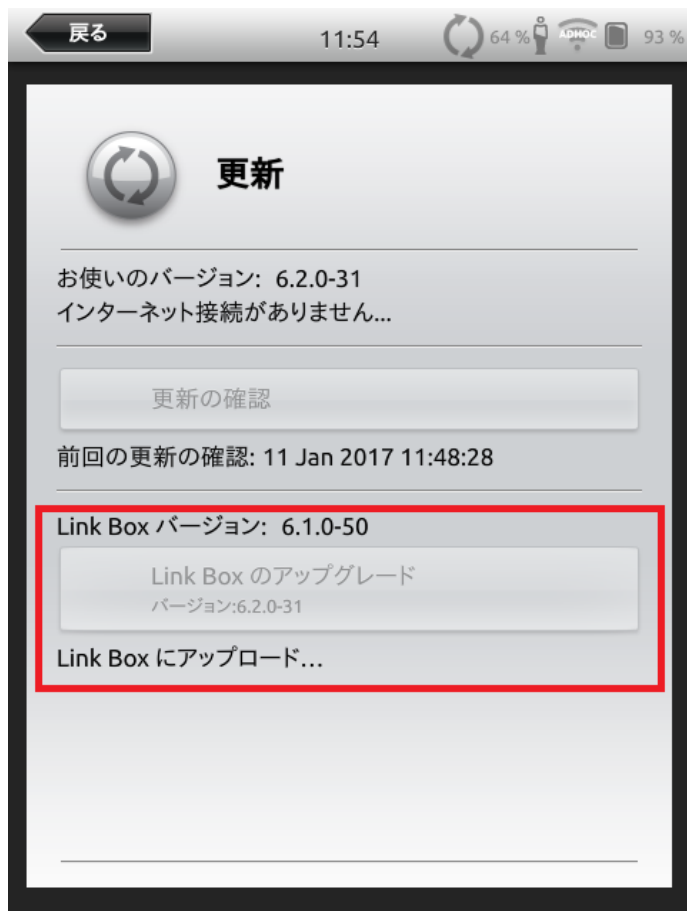 戻る 11:54 64 % ADHOC 93 %
更新
お使いのバージョン: 6.2.0-31
インターネット接続がありません...
更新の確認
前回の更新の確認: 11 Jan 2017 11:48:28
Link Box バージョン: 6.1.0-50
Link Box のアップグレード
バージョン:6.2.0-31
Link Box にアップロード...